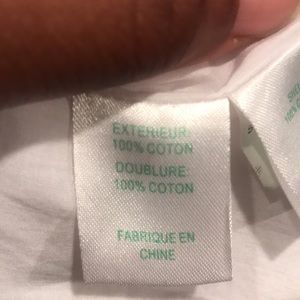 EXTERIEUR:
100% COTON
DOUBLURE:
100% COTON
FABRIQUE EN
CHINE